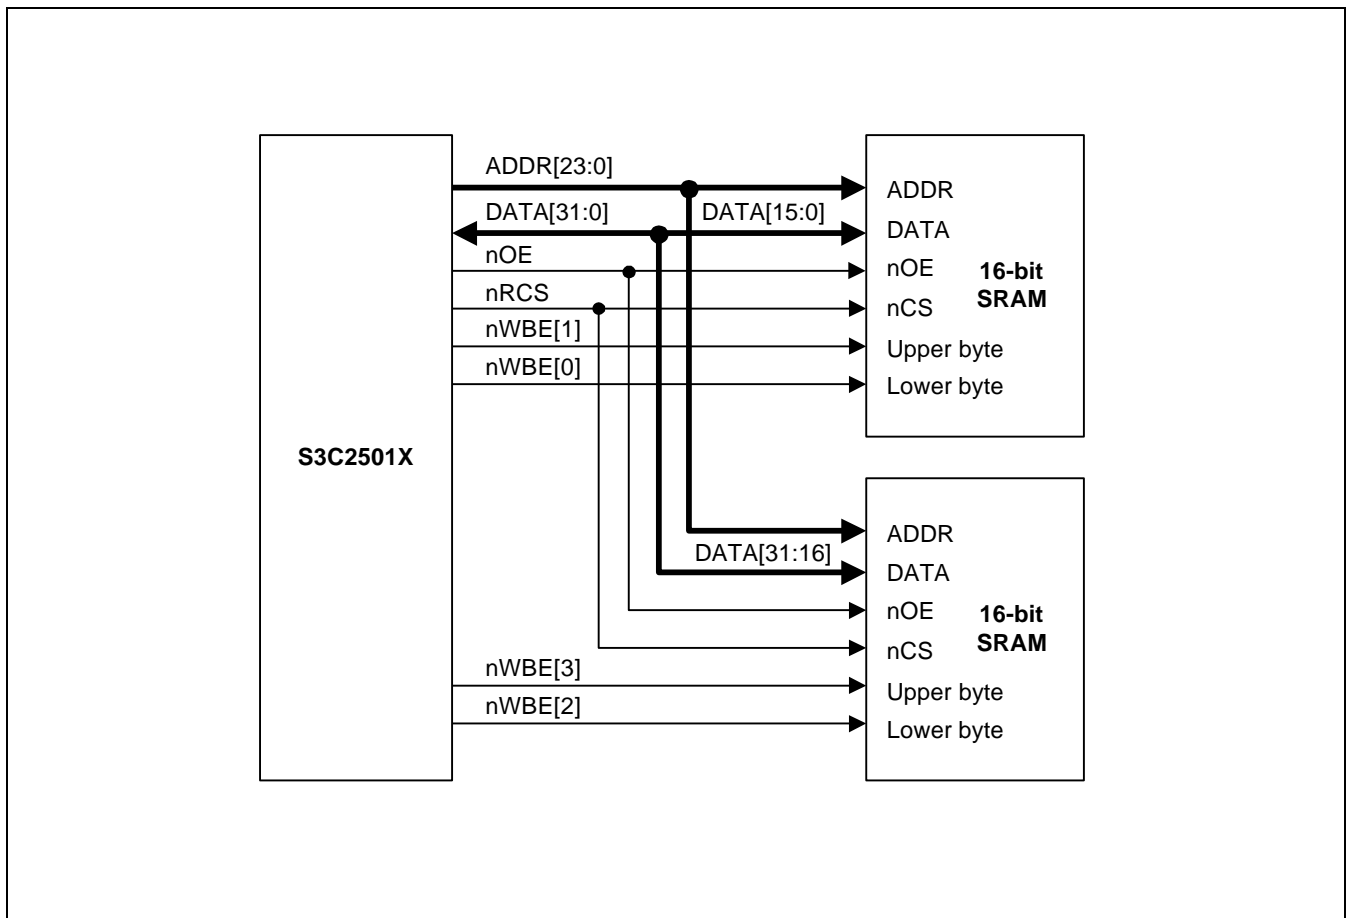 ADDR[23:0]
DATA[31:0]
DATA[15:0]
nOE
nRCS
nWBE[1]
nWBE[0]
ADDR
DATA
nOE
nCS
Upper byte
Lower byte
16-bit
SRAM
S3C2501X
DATA[31:16]
nWBE[3]
nWBE[2]
ADDR
DATA
nOE
nCS
Upper byte
Lower byte
16-bit
SRAM